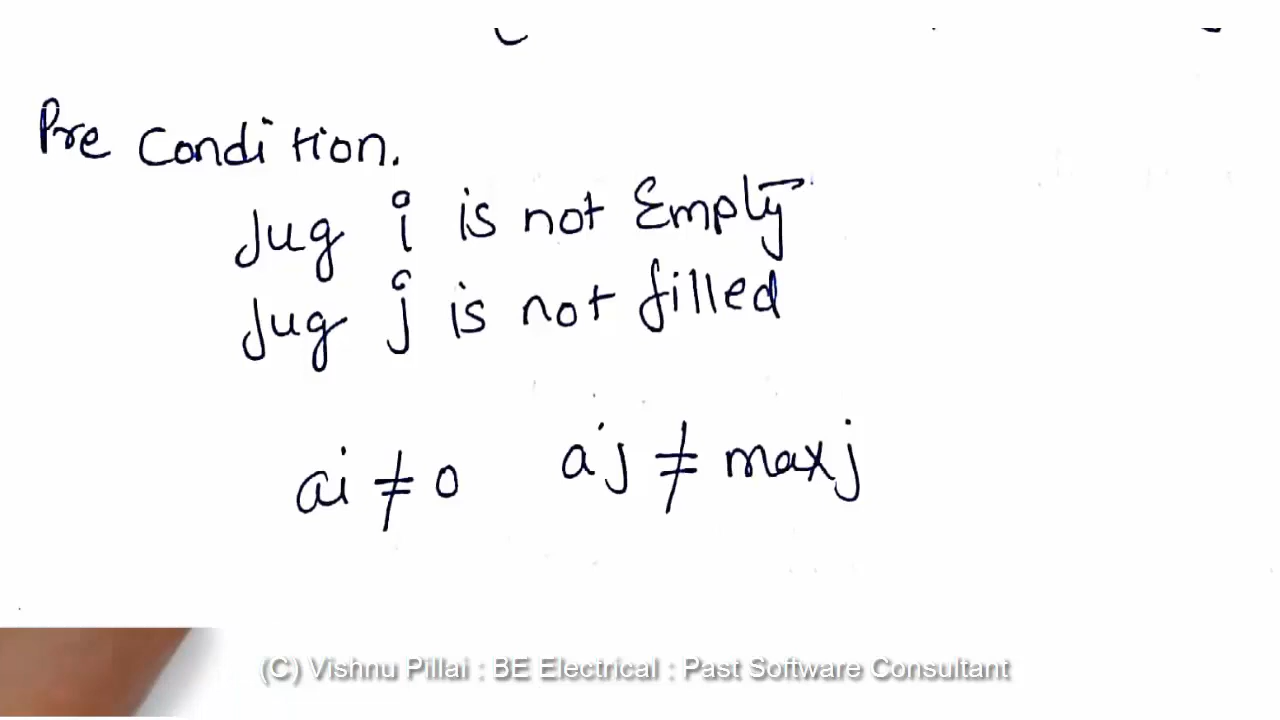 Pre Condition.
Jug i is not Empty
Jug j is not filled
ai ≠ 0 aj ≠ maxj
(C) Vishnu Pillai : BE Electrical : Past Software Consultant